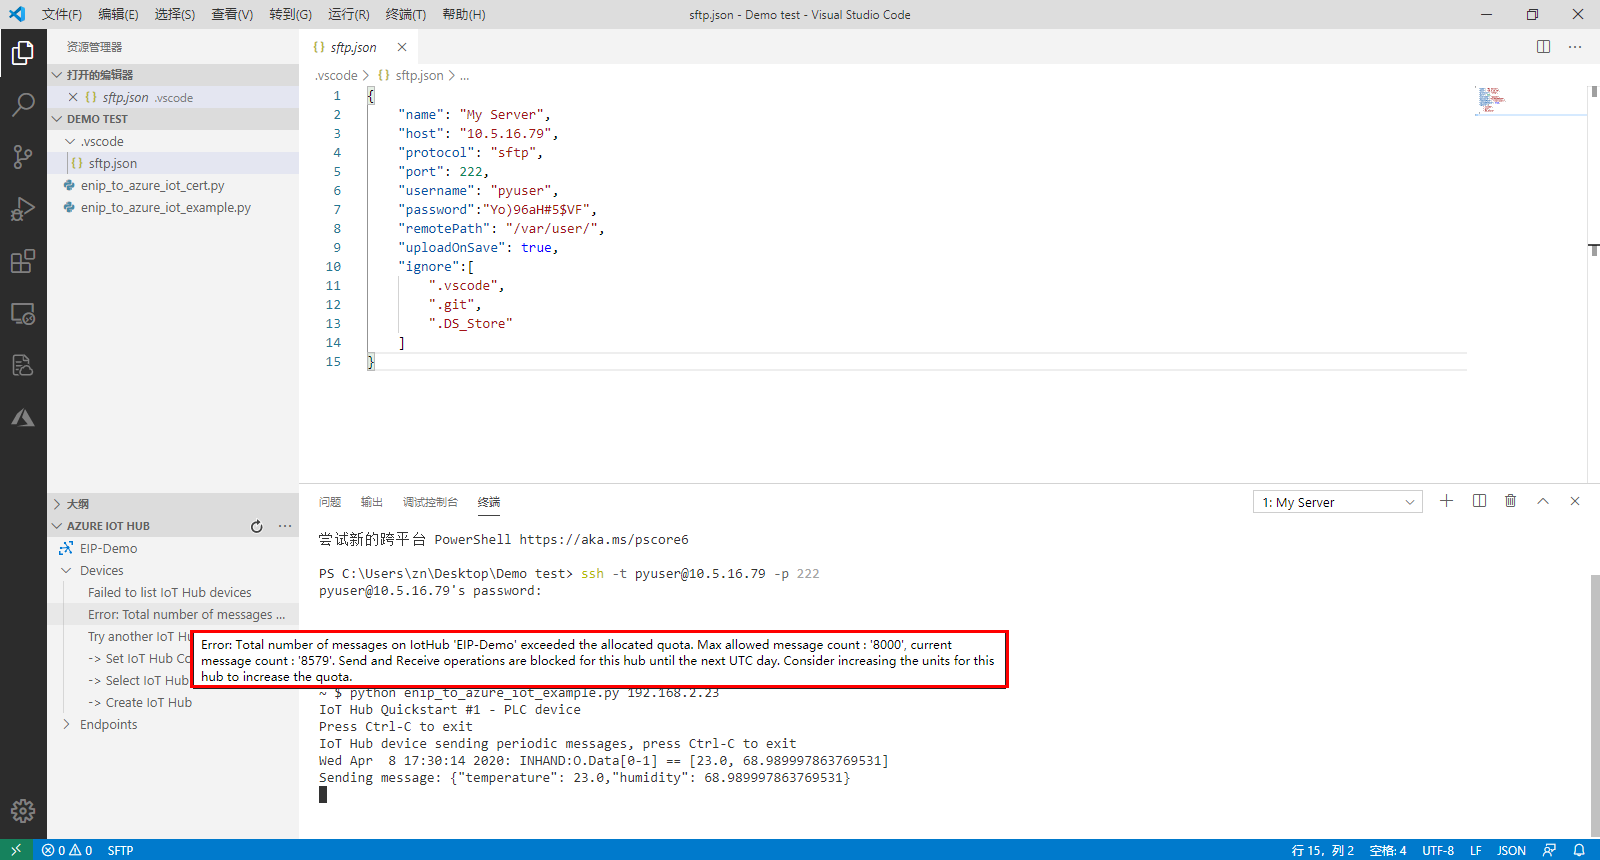 文件(F) 编辑(E) 选择(S) 查看(V) 转到(G) 运行(R) 终端(T) 帮助(H)
sftp.json - Demo test - Visual Studio Code
资源管理器
打开的编辑器
sftp.json .vscode
DEMO TEST
.vscode
{} sftp.json
enip_to_azure_iot_cert.py
enip_to_azure_iot_example.py
大纲
AZURE IOT HUB
EIP-Demo
Devices
Failed to list IoT Hub devices
Error: Total number of messages ...
Try another IoT Hu
-> Set IoT Hub Co
-> Select IoT Hub
-> Create IoT Hub
Endpoints
{} sftp.json
.vscode > {} sftp.json > ...
1 {
2 "name": "My Server",
3 "host": "10.5.16.79",
4 "protocol": "sftp",
5 "port": 222,
6 "username": "pyuser",
7 "password":"Yo)96aH#5$VF",
8 "remotePath": "/var/user/",
9 "uploadOnSave": true,
10 "ignore":[
11 ".vscode",
12 ".git",
13 ".DS_Store"
14 ]
15 }
问题 输出 调试控制台 终端
1: My Server
尝试新的跨平台 PowerShell https://aka.ms/pscore6
PS C:\Users\zn\Desktop\Demo test> ssh -t pyuser@10.5.16.79 -p 222
pyuser@10.5.16.79's password:
Error: Total number of messages on IotHub 'EIP-Demo' exceeded the allocated quota. Max allowed message count : '8000', current
message count : '8579'. Send and Receive operations are blocked for this hub until the next UTC day. Consider increasing the units for this
hub to increase the quota.
~ $ python enip_to_azure_iot_example.py 192.168.2.23
IoT Hub Quickstart #1 - PLC device
Press Ctrl-C to exit
IoT Hub device sending periodic messages, press Ctrl-C to exit
Wed Apr  8 17:30:14 2020: INHAND:O.Data[0-1] == [23.0, 68.989997863769531]
Sending message: {"temperature": 23.0,"humidity": 68.989997863769531}
0 0 SFTP
行 15，列 2 空格: 4 UTF-8 LF JSON